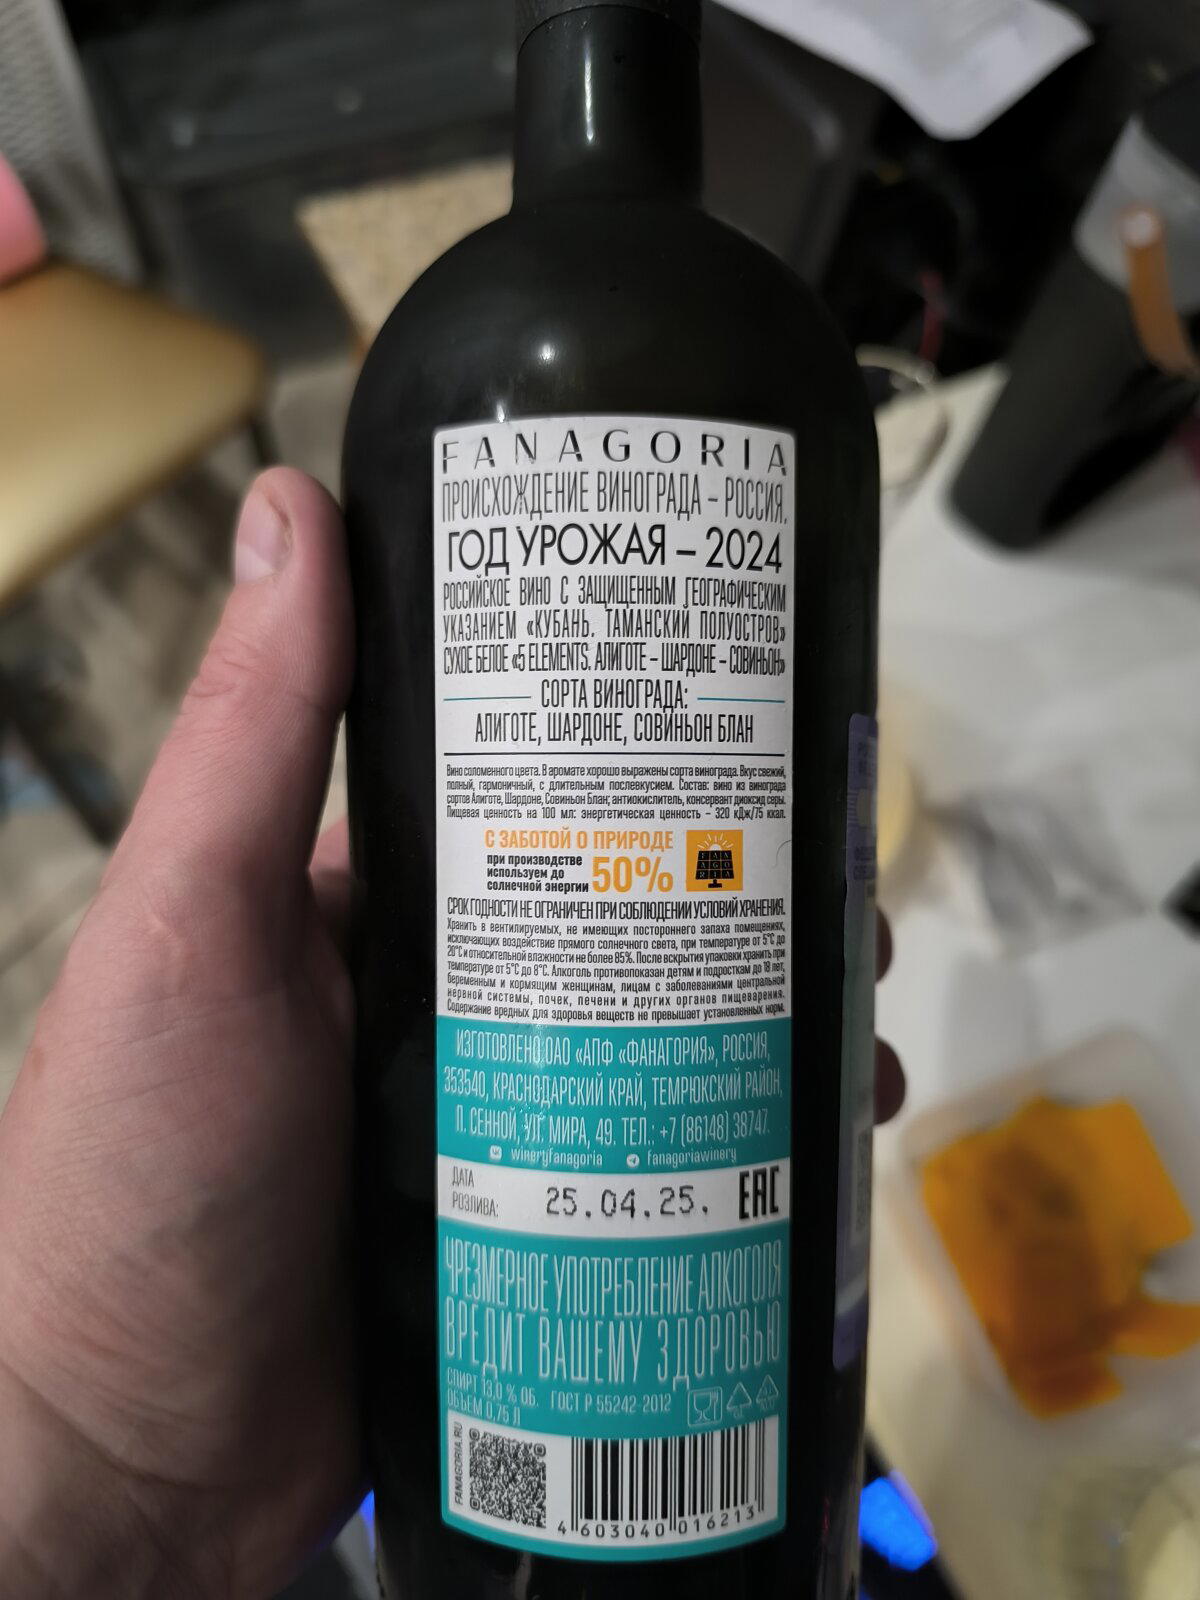 FANAGORIA
ПРОИСХОЖДЕНИЕ ВИНОГРАДА – РОССИЯ.
ГОД УРОЖАЯ – 2024
РОССИЙСКОЕ ВИНО С ЗАЩИЩЕННЫМ ГЕОГРАФИЧЕСКИМ
УКАЗАНИЕМ «КУБАНЬ. ТАМАНСКИЙ ПОЛУОСТРОВ»
СУХОЕ БЕЛОЕ «5 ELEMENTS. АЛИГОТЕ – ШАРДОНЕ – СОВИНЬОН»
СОРТА ВИНОГРАДА:
АЛИГОТЕ, ШАРДОНЕ, СОВИНЬОН БЛАН
Вино соломенного цвета. В аромате хорошо выражены сорта винограда. Вкус свежий,
полный, гармоничный, с длительным послевкусием. Состав: вино из винограда
сортов Алиготе, Шардоне, Совиньон Блан; антиокислитель, консервант диоксид серы.
Пищевая ценность на 100 мл: энергетическая ценность – 320 кДж/75 ккал.
С ЗАБОТОЙ О ПРИРОДЕ
при производстве
используем до
солнечной энергии 50%
FAN
AGO
RIA
СРОК ГОДНОСТИ НЕ ОГРАНИЧЕН ПРИ СОБЛЮДЕНИИ УСЛОВИЙ ХРАНЕНИЯ.
Хранить в вентилируемых, не имеющих постороннего запаха помещениях,
исключающих воздействие прямого солнечного света, при температуре от 5°C до
20°C и относительной влажности не более 85%. После вскрытия упаковки хранить при
температуре от 5°C до 8°C. Алкоголь противопоказан детям и подросткам до 18 лет,
беременным и кормящим женщинам, лицам с заболеваниями центральной
нервной системы, почек, печени и других органов пищеварения.
Содержание вредных для здоровья веществ не превышает установленных норм.
ИЗГОТОВЛЕНО:ОАО «АПФ «ФАНАГОРИЯ», РОССИЯ,
353540, КРАСНОДАРСКИЙ КРАЙ, ТЕМРЮКСКИЙ РАЙОН,
П. СЕННОЙ, УЛ. МИРА, 49. ТЕЛ.: +7 (86148) 38747.
wineryfanagoria fanagoriawinery
ДАТА
РОЗЛИВА: 25.04.25. EAC
ЧРЕЗМЕРНОЕ УПОТРЕБЛЕНИЕ АЛКОГОЛЯ
ВРЕДИТ ВАШЕМУ ЗДОРОВЬЮ
СПИРТ 13,0 % ОБ. ГОСТ Р 55242-2012
ОБЪЕМ 0,75 Л
FANAGORIA.RU
4 603040 016213